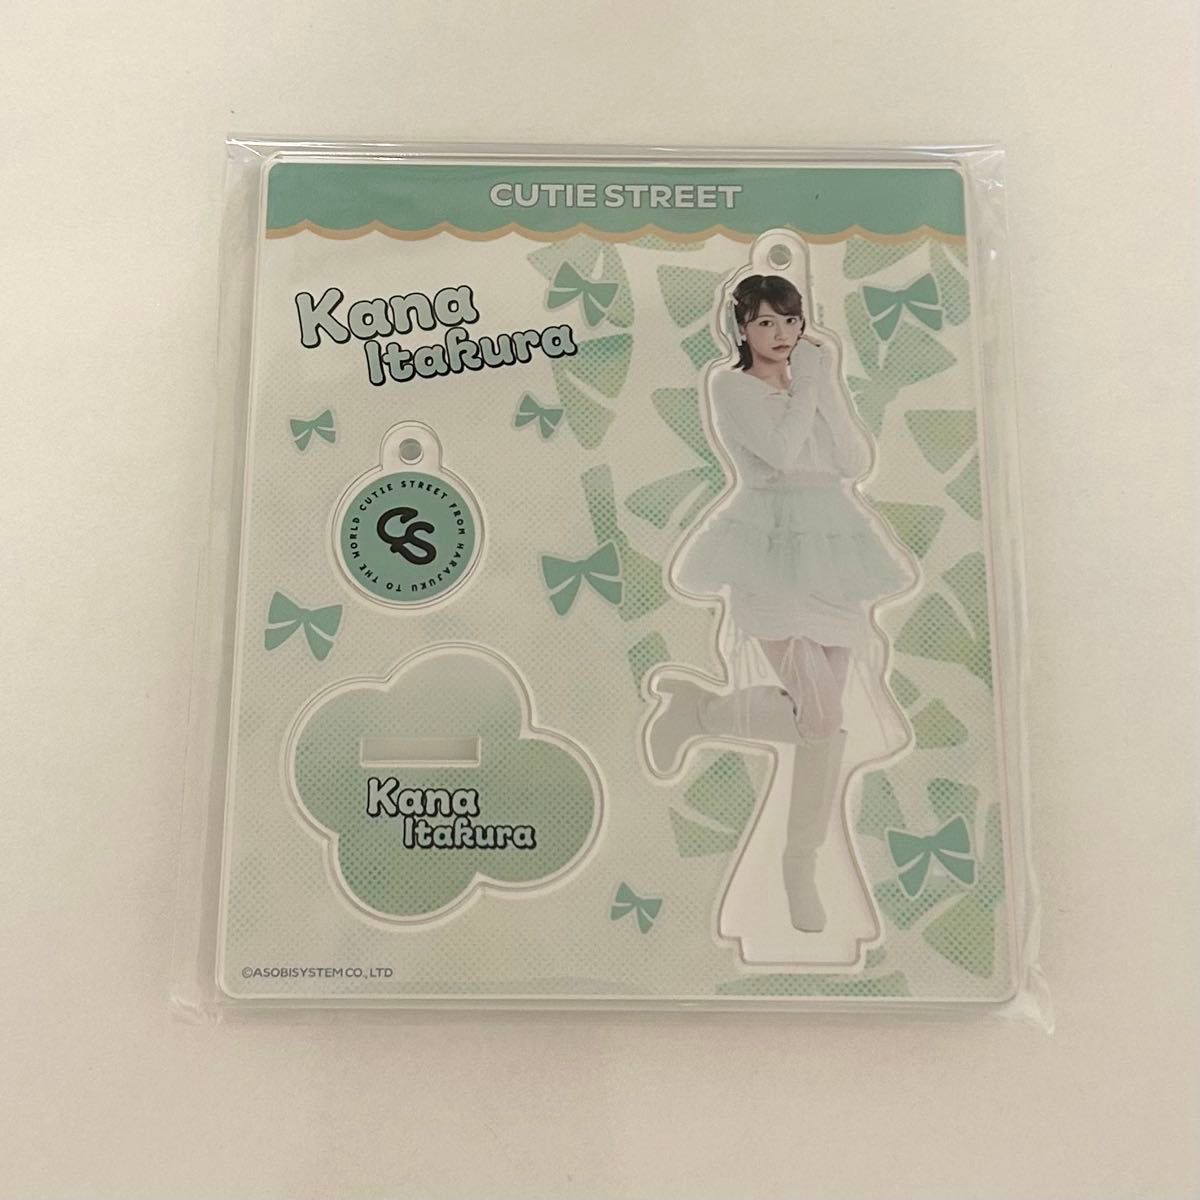 CUTIE STREET
Kana
Itakura
CUTIE STREET FROM HARAJUKU TO THE WORLD
CS
Kana
Itakura
©ASOBISYSTEM CO., LTD